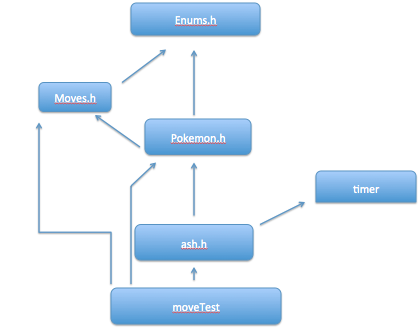 Enums.h
Moves.h
Pokemon.h
timer
ash.h
moveTest